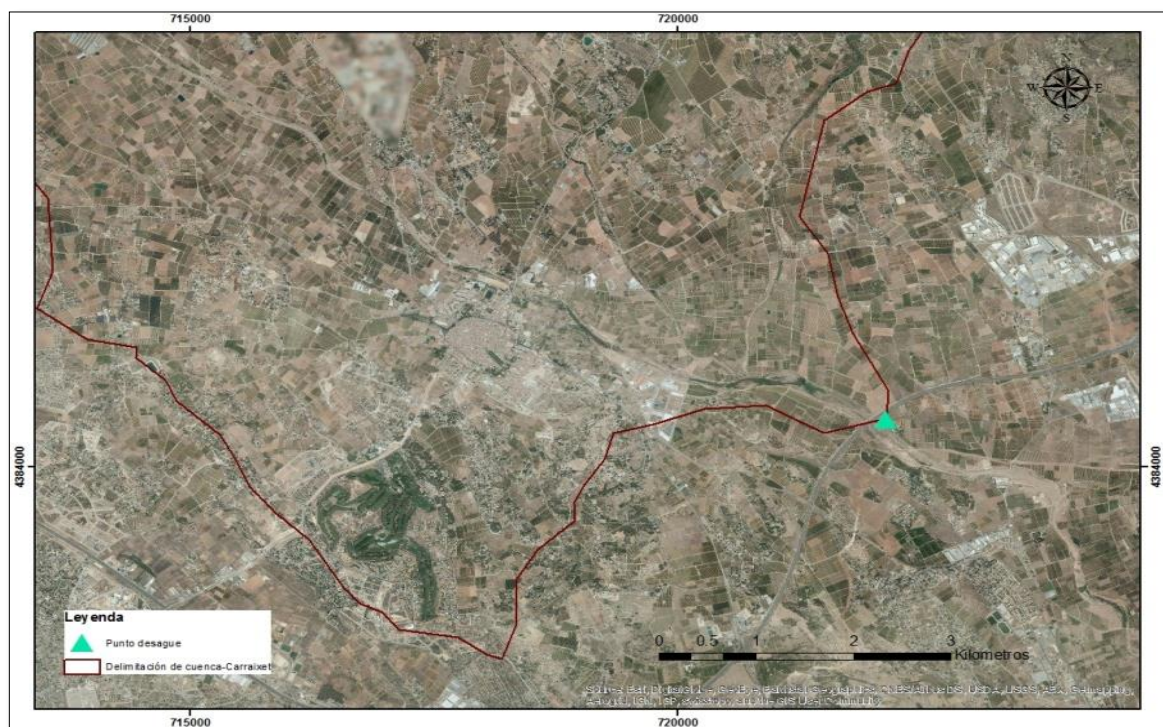 715000 720000
N
W E
S
4384000 4384000
Leyenda
Punto desague
Delimitación de cuenca-Carraixet
0 0.5 1 2 3
Kilometros
715000 720000